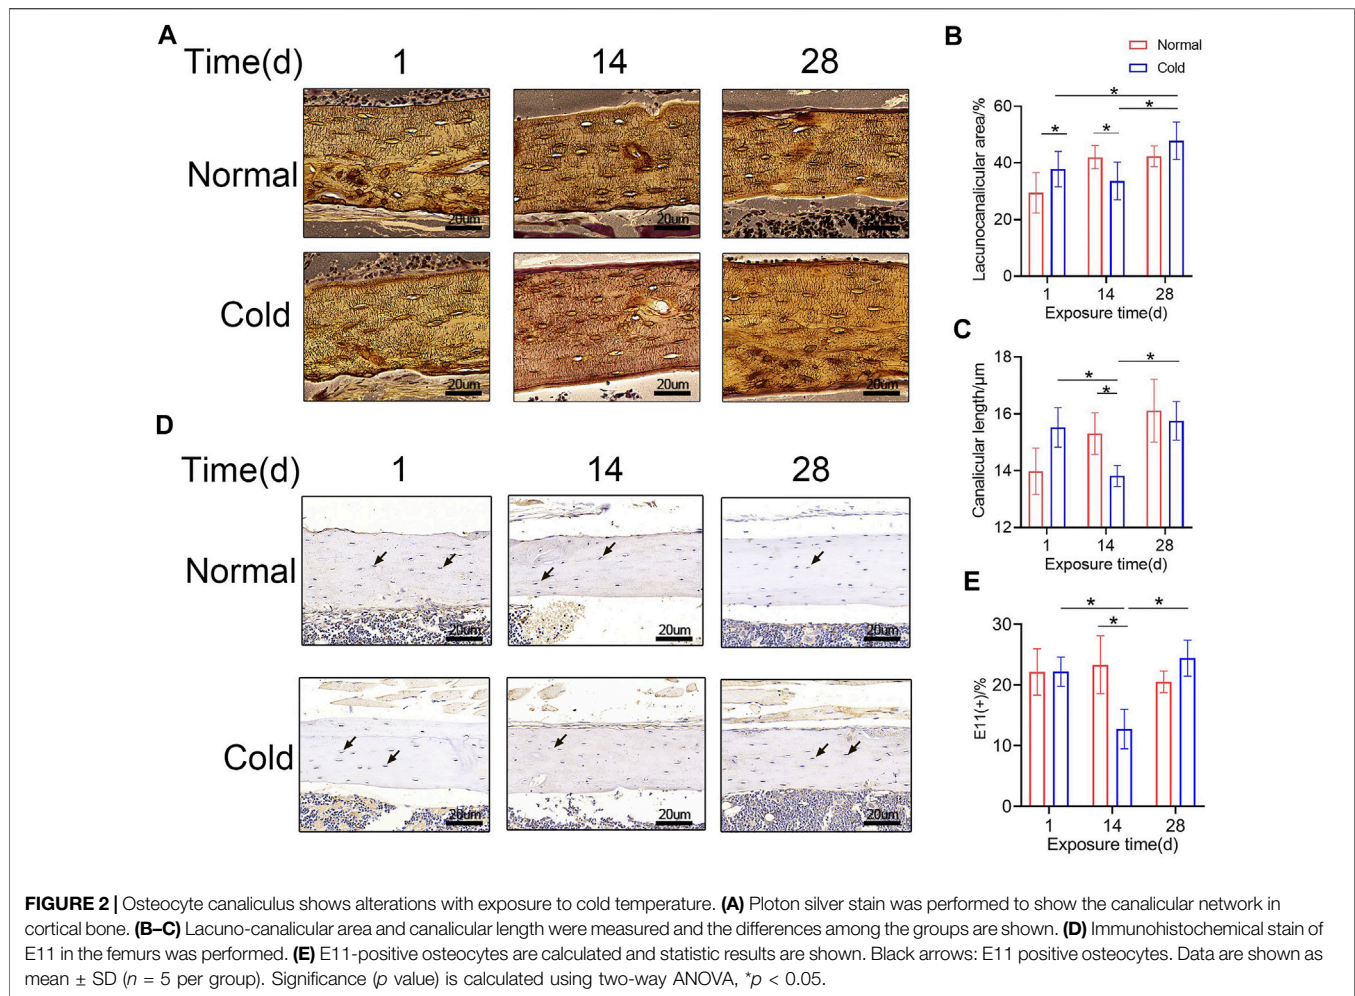 A
Time(d) 1 14 28
Normal
20um 20um 20um
Cold
20um 20um 20um
B
Normal
Cold
Lacunocanalicular area/%
60
40
20
0
* * * *
1 14 28
Exposure time(d)
C
Canalicular length/μm
18
16
14
12
* * *
1 14 28
Exposure time(d)
D
Time(d) 1 14 28
Normal
20um 20um 20um
Cold
20um 20um 20um
E
E11(+)/%
30
20
10
0
* * *
1 14 28
Exposure time(d)
FIGURE 2 | Osteocyte canaliculus shows alterations with exposure to cold temperature. (A) Ploton silver stain was performed to show the canalicular network in
cortical bone. (B–C) Lacuno-canalicular area and canalicular length were measured and the differences among the groups are shown. (D) Immunohistochemical stain of
E11 in the femurs was performed. (E) E11-positive osteocytes are calculated and statistic results are shown. Black arrows: E11 positive osteocytes. Data are shown as
mean ± SD (n = 5 per group). Significance (p value) is calculated using two-way ANOVA, *p < 0.05.